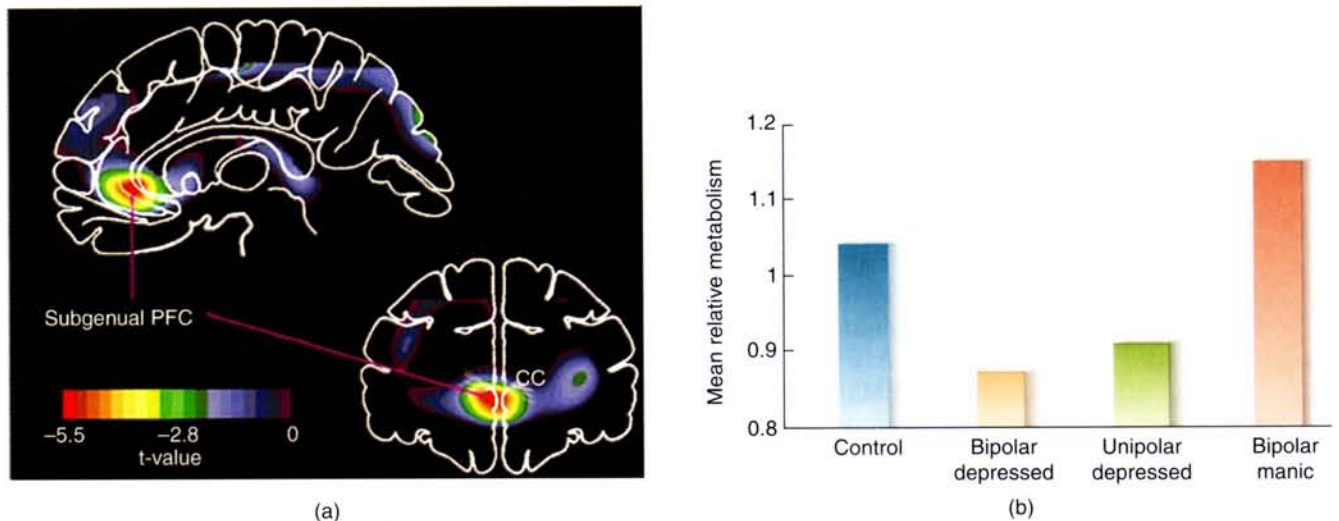 Subgenual PFC
CC
–5.5
–2.8
0
t-value
(a)
Mean relative metabolism
1.2
1.1
1
0.9
0.8
Control
Bipolar
depressed
Unipolar
depressed
Bipolar
manic
(b)